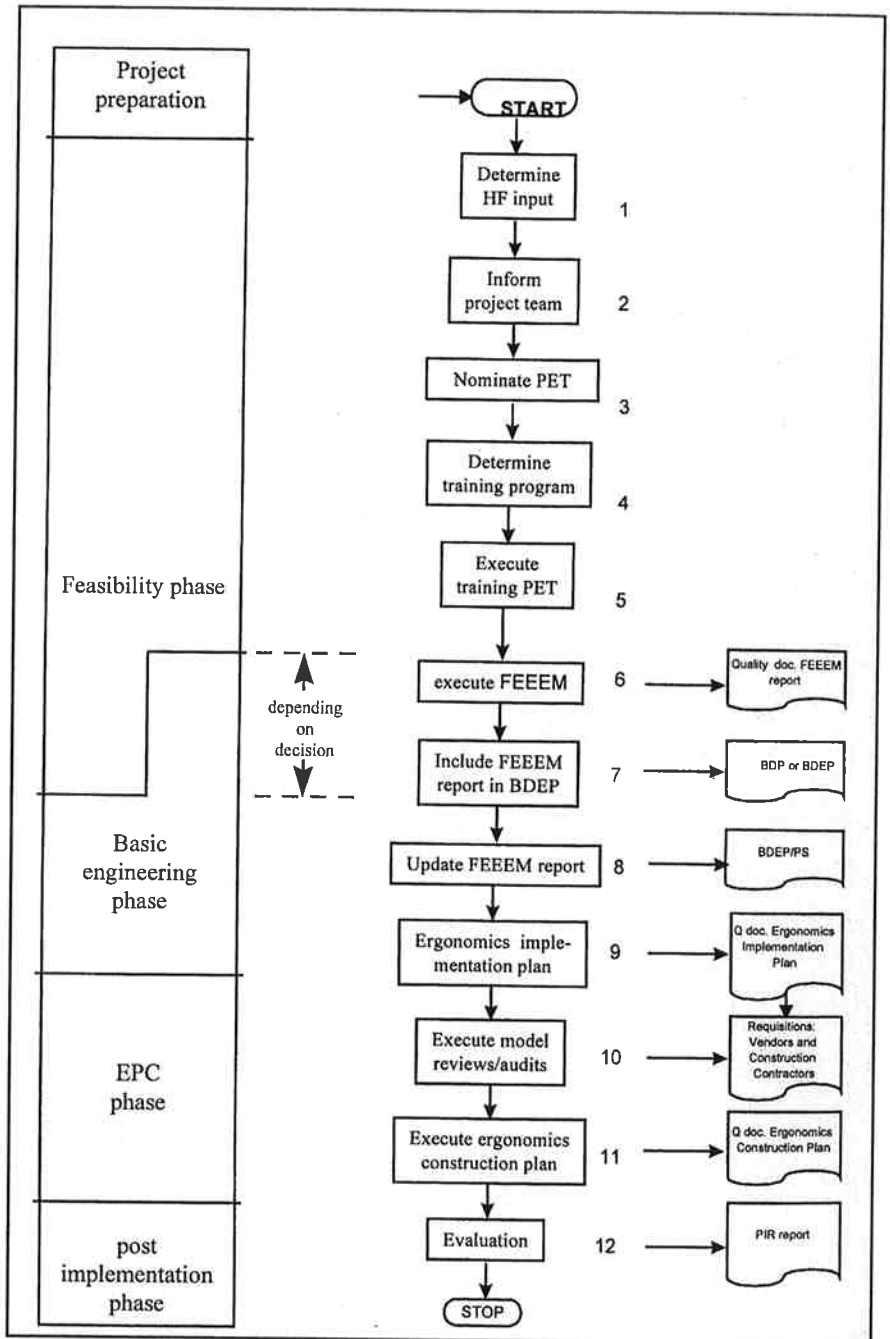 Project
preparation
START
Determine
HF input
1
Inform
project team
2
Nominate PET
3
Determine
training program
4
Execute
training PET
5
Feasibility phase
execute FEEEM
6
Quality doc. FEEEM
report
depending
on
decision
Include FEEEM
report in BDEP
7
BDP or BDEP
Basic
engineering
phase
Update FEEEM report
8
BDEP/PS
Ergonomics imple-
mentation plan
9
Q doc. Ergonomics
Implementation
Plan
Execute model
reviews/audits
10
Requisitions:
Vendors and
Construction
Contractors
EPC
phase
Execute ergonomics
construction plan
11
Q doc. Ergonomics
Construction Plan
post
implementation
phase
Evaluation
12
PIR report
STOP